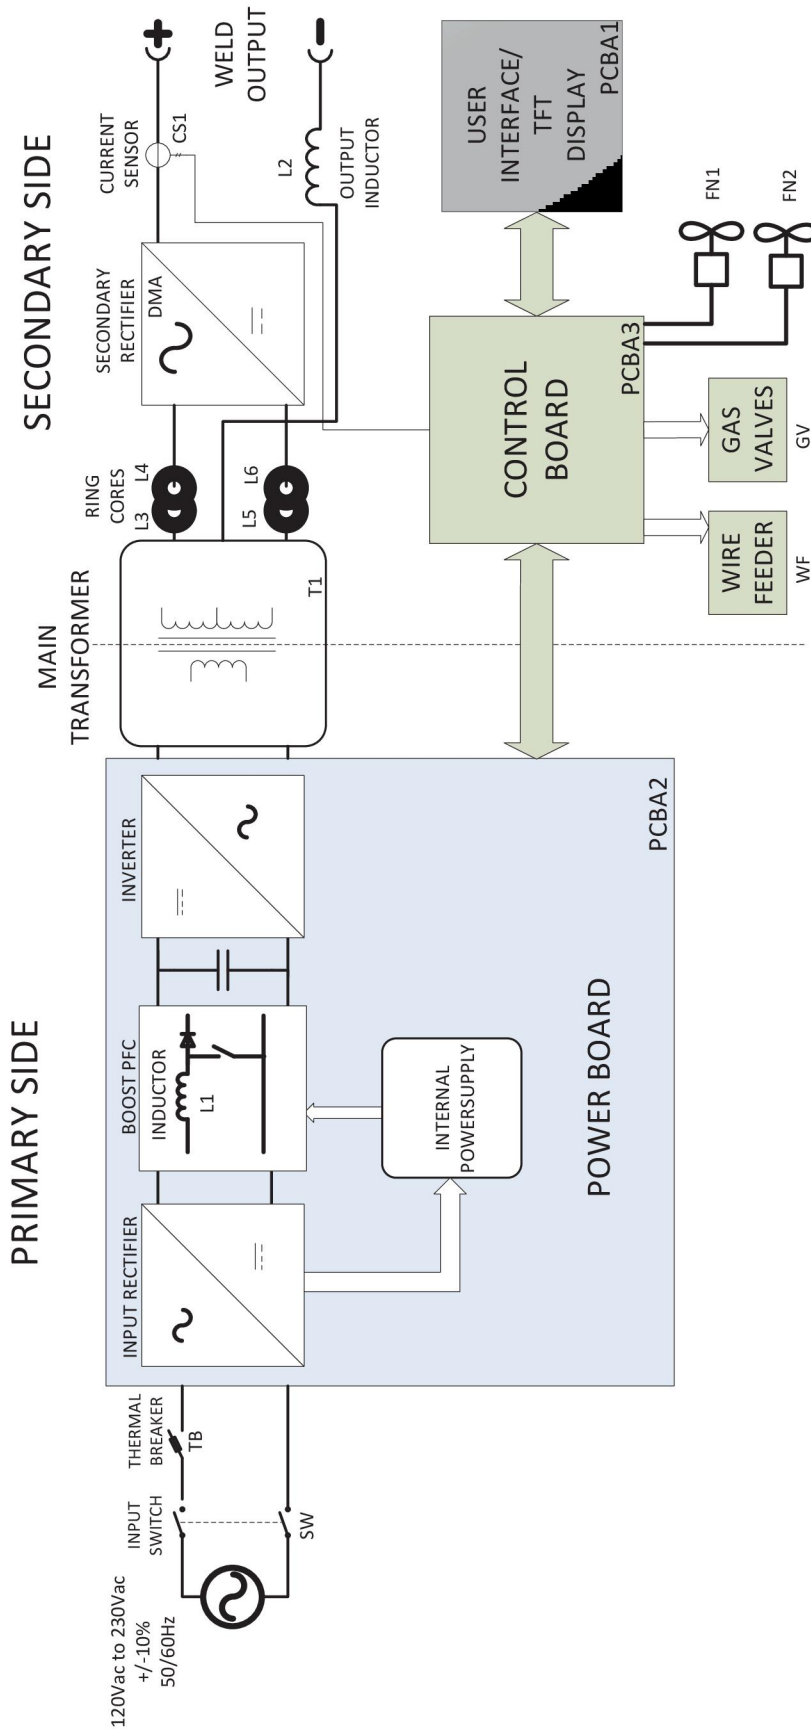 PRIMARY SIDE
SECONDARY SIDE
120Vac to 230Vac
+/-10%
50/60Hz
INPUT
SWITCH
SW
THERMAL
BREAKER
TB
INPUT RECTIFIER
BOOST PFC
INDUCTOR
L1
INVERTER
INTERNAL
POWERSUPPLY
POWER BOARD
PCBA2
MAIN
TRANSFORMER
T1
RING
CORES
L3
L4
L5
L6
SECONDARY
RECTIFIER
DMA
CURRENT
SENSOR
CS1
+
WELD
OUTPUT
-
L2
OUTPUT
INDUCTOR
CONTROL
BOARD
PCBA3
USER
INTERFACE/
TFT
DISPLAY
PCBA1
WIRE
FEEDER
WF
GAS
VALVES
GV
FN1
FN2